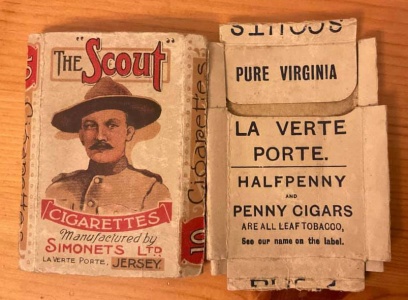 THE "Scout"
CIGARETTES
Manufactured by
SIMONETS LTD
LA VERTE PORTE, JERSEY.
Cigarettes
10
SCOUTS
PURE VIRGINIA
LA VERTE
PORTE.
HALFPENNY
AND
PENNY CIGARS
ARE ALL LEAF TOBACCO,
See our name on the label.